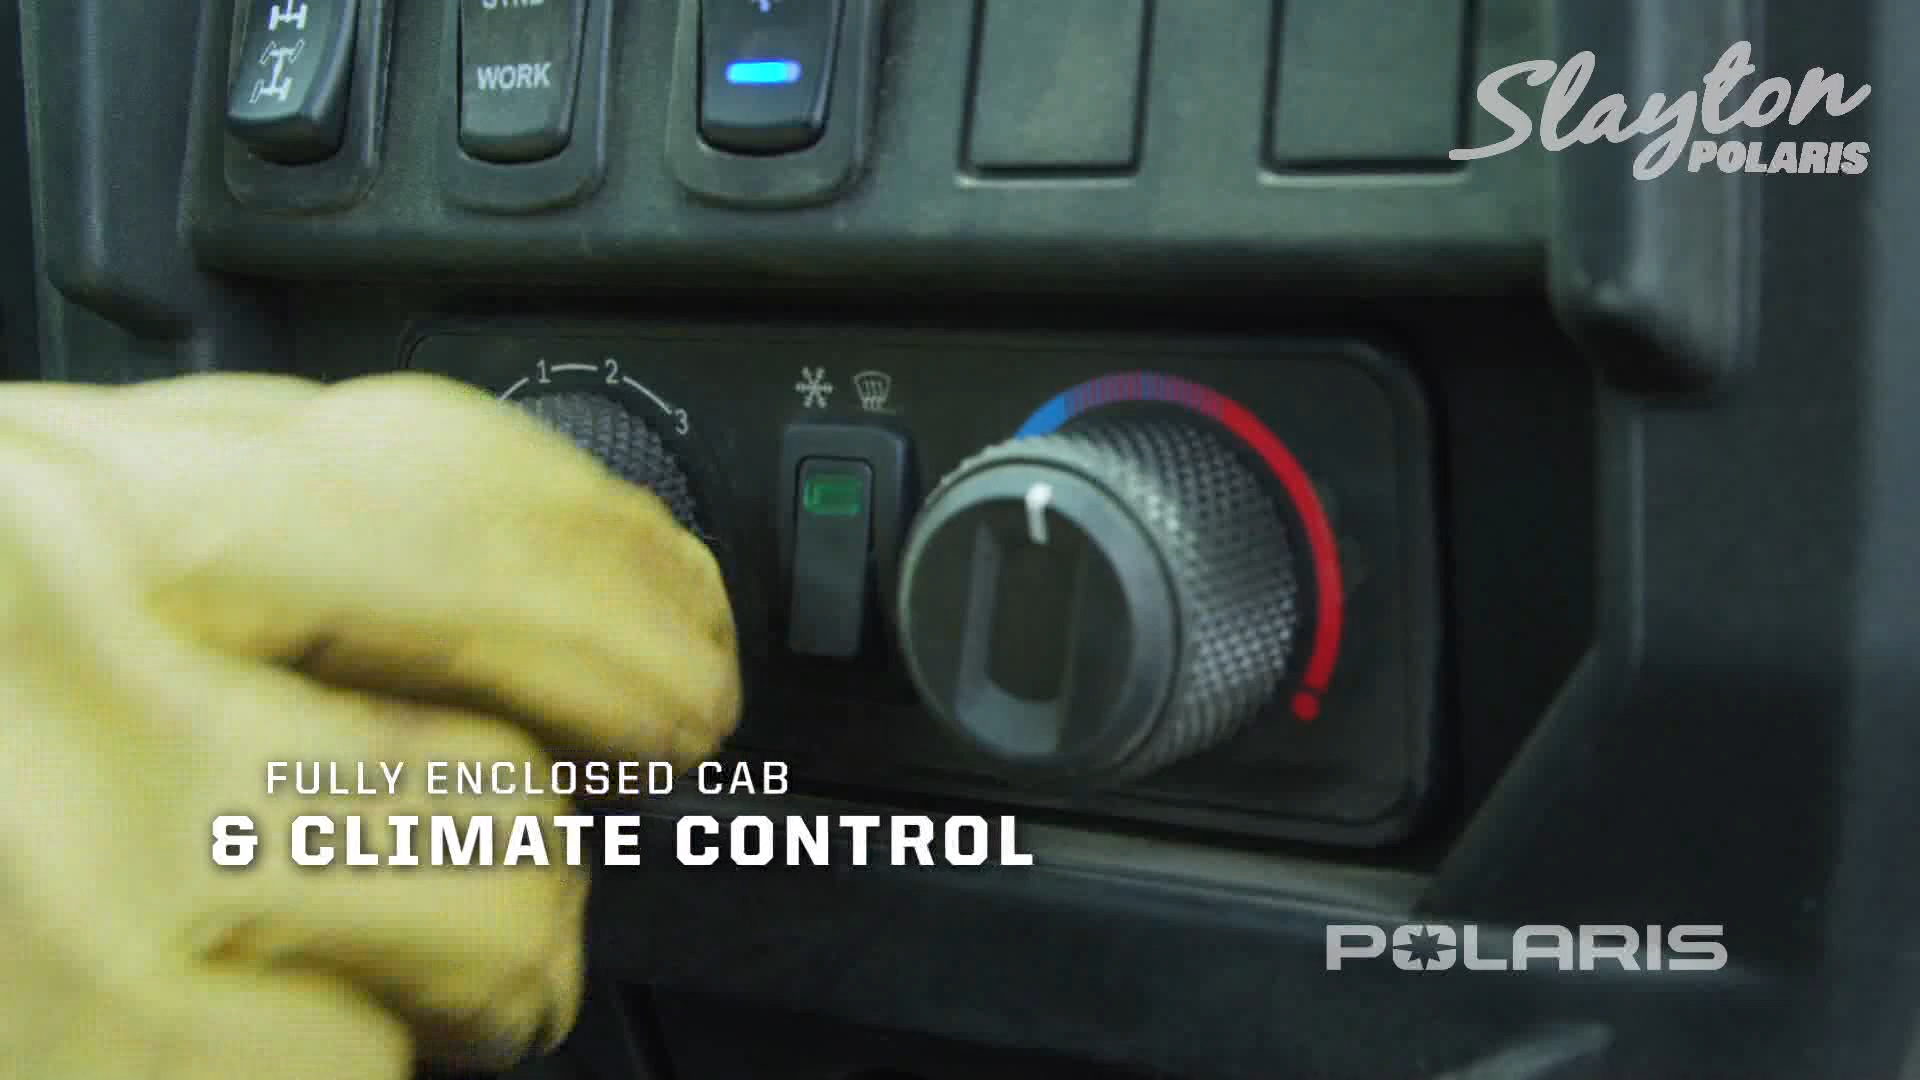 WORK
Slayton
POLARIS
1 2 3
FULLY ENCLOSED CAB
& CLIMATE CONTROL
POLARIS